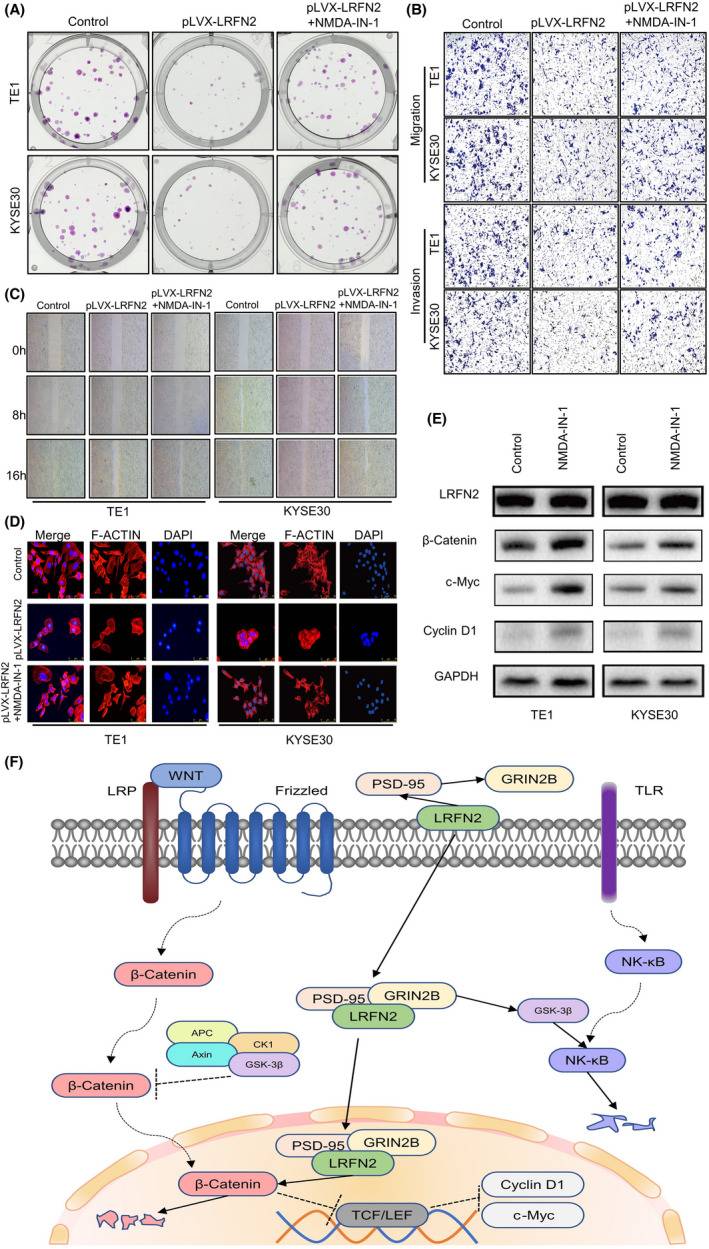 (A)
Control
pLVX-LRFN2
pLVX-LRFN2
+NMDA-IN-1
TE1
KYSE30
(B)
Control
pLVX-LRFN2
pLVX-LRFN2
+NMDA-IN-1
Migration
TE1
KYSE30
Invasion
TE1
KYSE30
(C)
Control
pLVX-LRFN2
pLVX-LRFN2
+NMDA-IN-1
Control
pLVX-LRFN2
pLVX-LRFN2
+NMDA-IN-1
0h
8h
16h
TE1
KYSE30
(D)
Merge
F-ACTIN
DAPI
Merge
F-ACTIN
DAPI
Control
pLVX-LRFN2
pLVX-LRFN2
+NMDA-IN-1
TE1
KYSE30
(E)
Control
NMDA-IN-1
Control
NMDA-IN-1
LRFN2
β-Catenin
c-Myc
Cyclin D1
GAPDH
TE1
KYSE30
(F)
LRP
WNT
Frizzled
PSD-95
GRIN2B
LRFN2
TLR
β-Catenin
NK-κB
PSD-95
GRIN2B
LRFN2
GSK-3β
APC
CK1
Axin
GSK-3β
β-Catenin
NK-κB
PSD-95
GRIN2B
LRFN2
β-Catenin
Cyclin D1
TCF/LEF
c-Myc